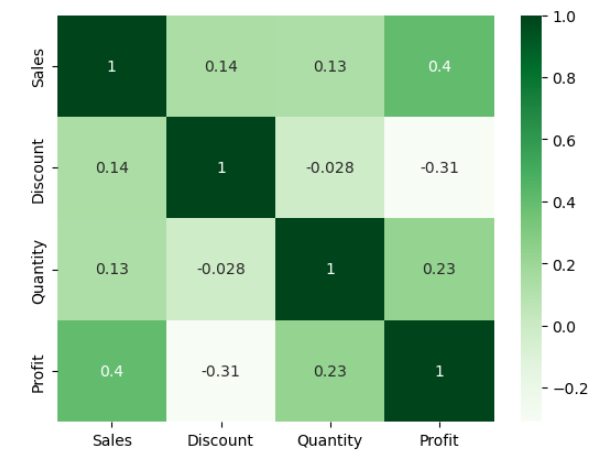 1.0
Sales 1 0.14 0.13 0.4
0.8
0.6
Discount 0.14 1 -0.028 -0.31
0.4
Quantity 0.13 -0.028 1 0.23
0.2
0.0
Profit 0.4 -0.31 0.23 1
−0.2
Sales Discount Quantity Profit